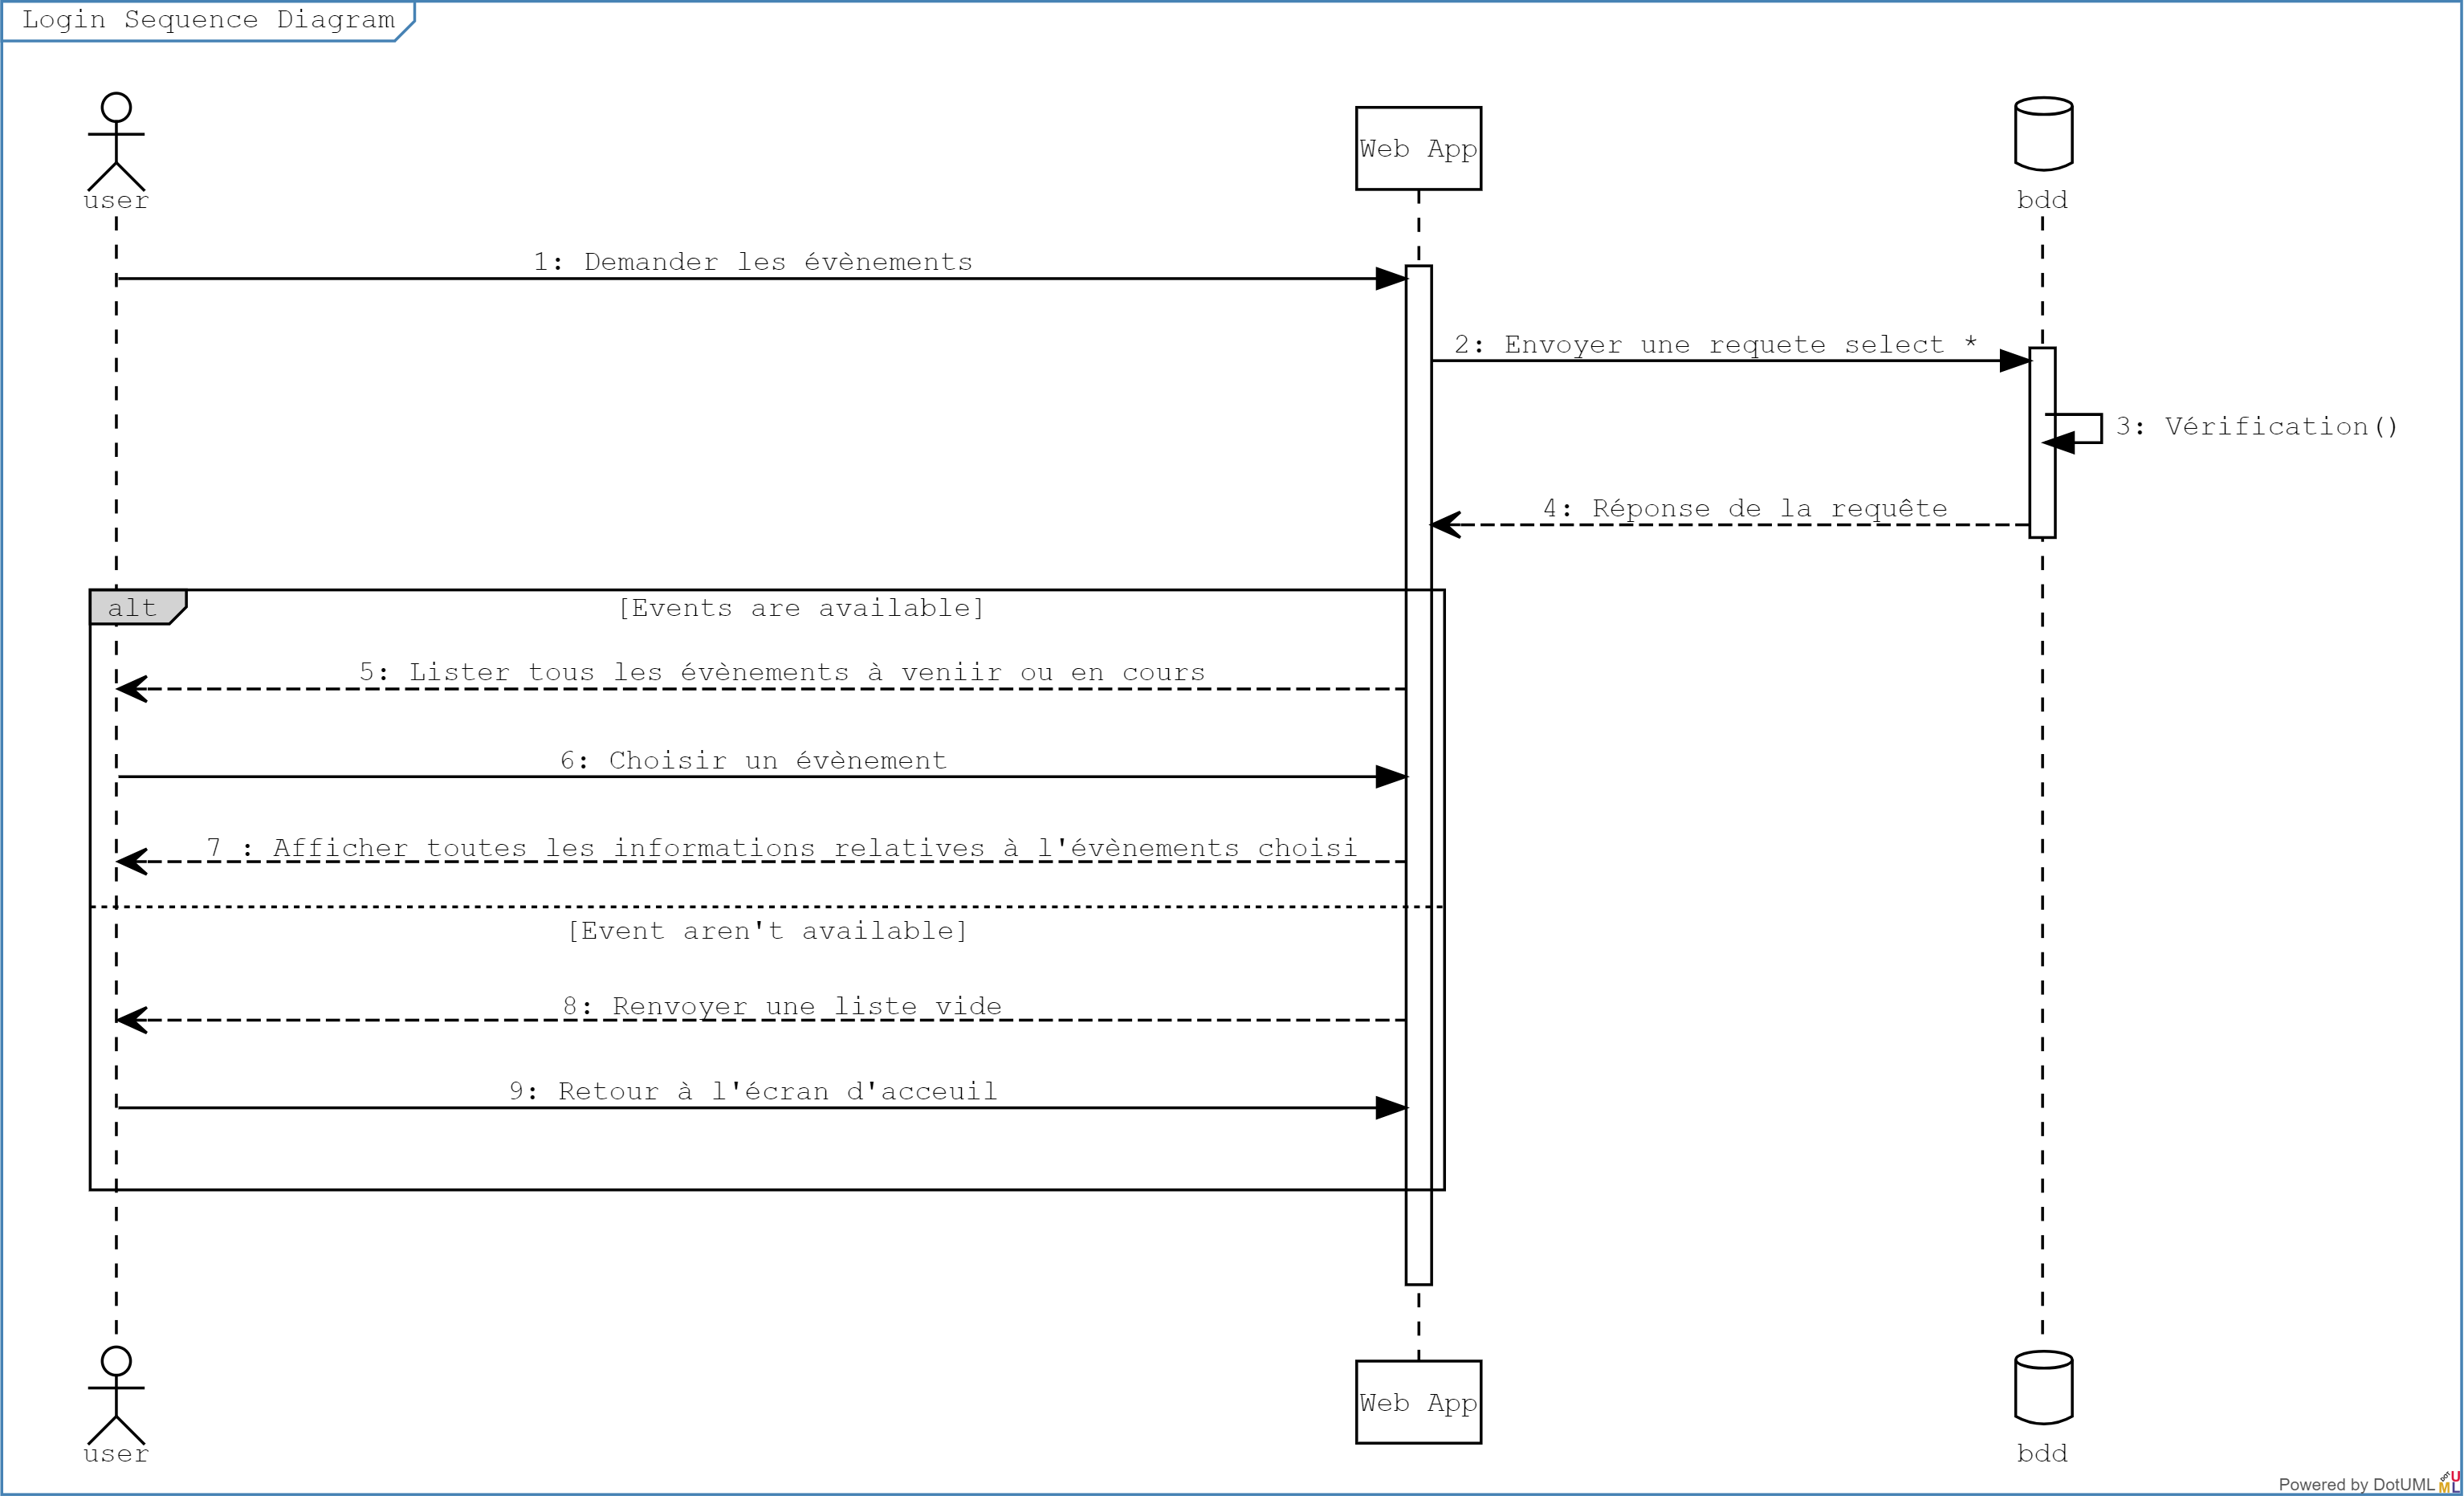 Login Sequence Diagram
user
Web App
bdd
1: Demander les évènements
2: Envoyer une requete select *
3: Vérification()
4: Réponse de la requête
alt
[Events are available]
5: Lister tous les évènements à veniir ou en cours
6: Choisir un évènement
7 : Afficher toutes les informations relatives à l'évènements choisi
[Event aren't available]
8: Renvoyer une liste vide
9: Retour à l'écran d'acceuil
user
Web App
bdd
Powered by DotUML
DOT
U
M L